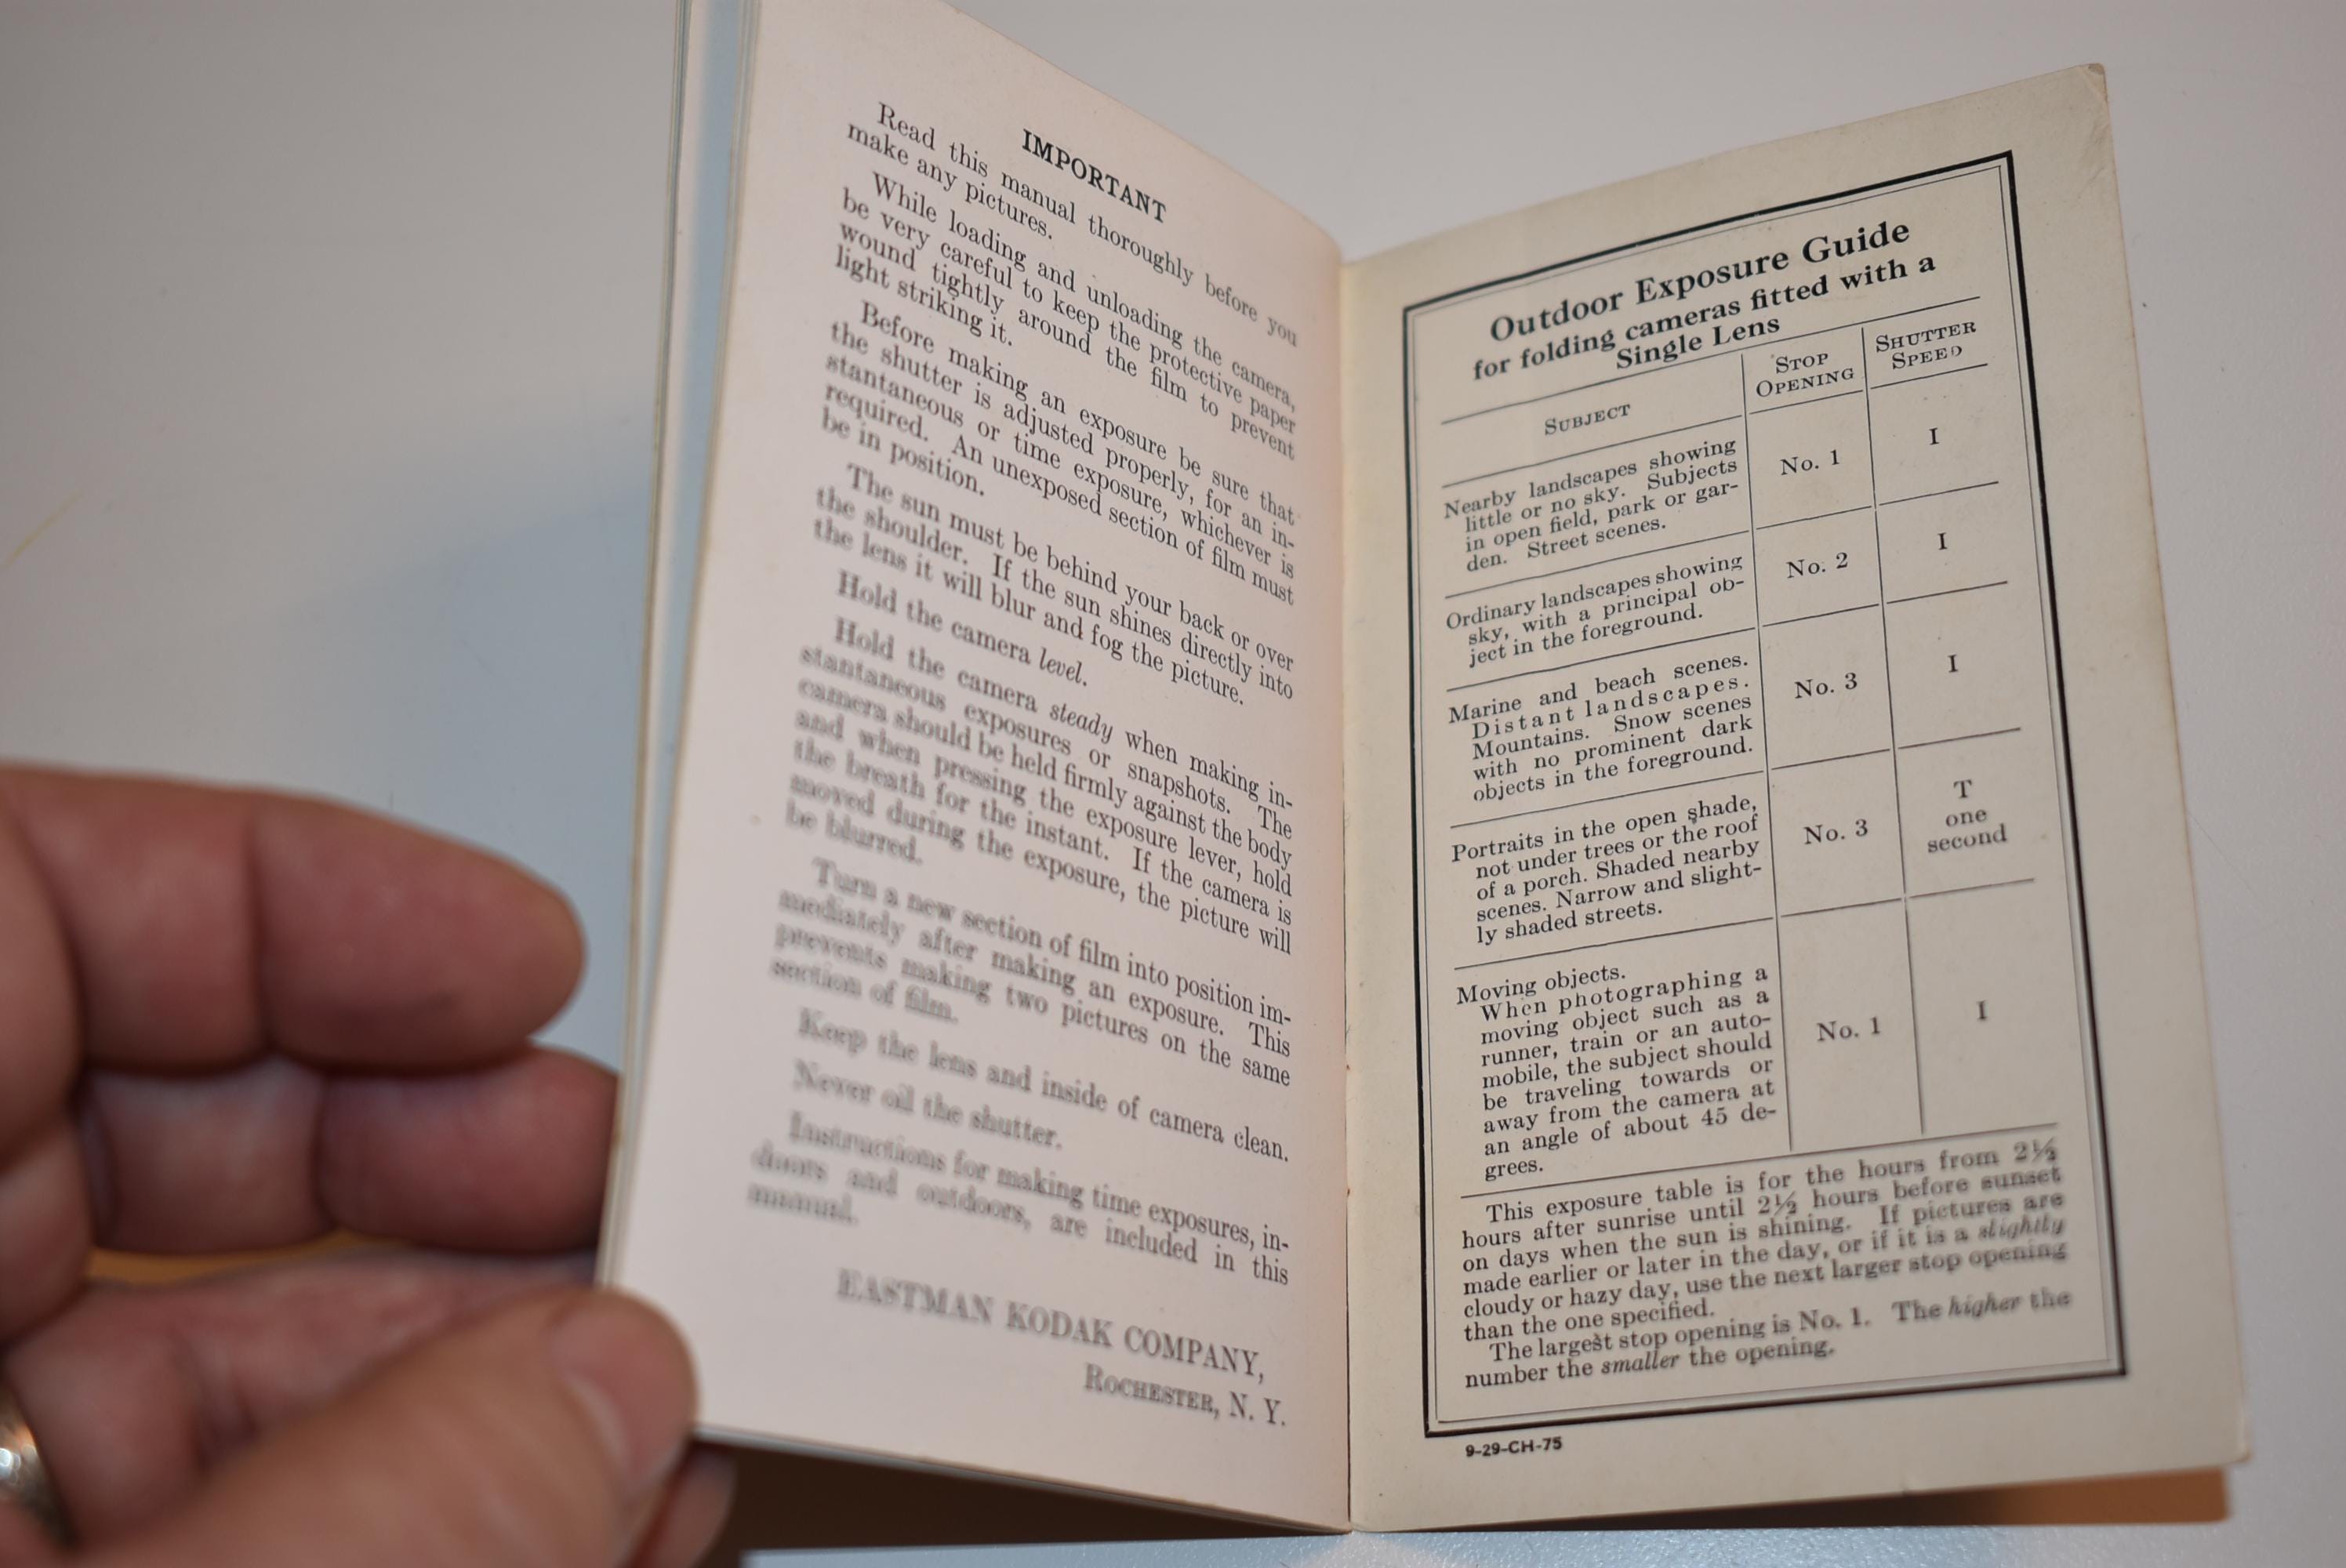 IMPORTANT
Read this manual thoroughly before you
make any pictures.
While loading and unloading the camera,
be very careful to keep the protective paper
wound tightly around the film to prevent
light striking it.
Before making an exposure be sure that
the shutter is adjusted properly, for an in-
stantaneous or time exposure, whichever is
required. An unexposed section of film must
be in position.
The sun must be behind your back or over
the shoulder. If the sun shines directly into
the lens it will blur and fog the picture.
Hold the camera level.
Hold the camera steady when making in-
stantaneous exposures or snapshots. The
camera should be held firmly against the body
and when pressing the exposure lever, hold
the breath for the instant. If the camera is
moved during the exposure, the picture will
be blurred.
Turn a new section of film into position im-
mediately after making an exposure. This
prevents making two pictures on the same
section of film.
Keep the lens and inside of camera clean.
Never oil the shutter.
Instructions for making time exposures, in-
doors and outdoors, are included in this
manual.
EASTMAN KODAK COMPANY,
ROCHESTER, N. Y.
Outdoor Exposure Guide
for folding cameras fitted with a
Single Lens
SUBJECT
STOP
OPENING
SHUTTER
SPEED
Nearby landscapes showing
little or no sky. Subjects
in open field, park or gar-
den. Street scenes.
No. 1
I
Ordinary landscapes showing
sky, with a principal ob-
ject in the foreground.
No. 2
I
Marine and beach scenes.
Distant landscapes.
Mountains. Snow scenes
with no prominent dark
objects in the foreground.
No. 3
I
Portraits in the open shade,
not under trees or the roof
of a porch. Shaded nearby
scenes. Narrow and slight-
ly shaded streets.
No. 3
T
one
second
Moving objects.
When photographing a
moving object such as a
runner, train or an auto-
mobile, the subject should
be traveling towards or
away from the camera at
an angle of about 45 de-
grees.
No. 1
I
This exposure table is for the hours from 2½
hours after sunrise until 2½ hours before sunset
on days when the sun is shining. If pictures are
made earlier or later in the day, or if it is a slightly
cloudy or hazy day, use the next larger stop opening
than the one specified.
The largest stop opening is No. 1. The higher the
number the smaller the opening.
9-29-CH-75